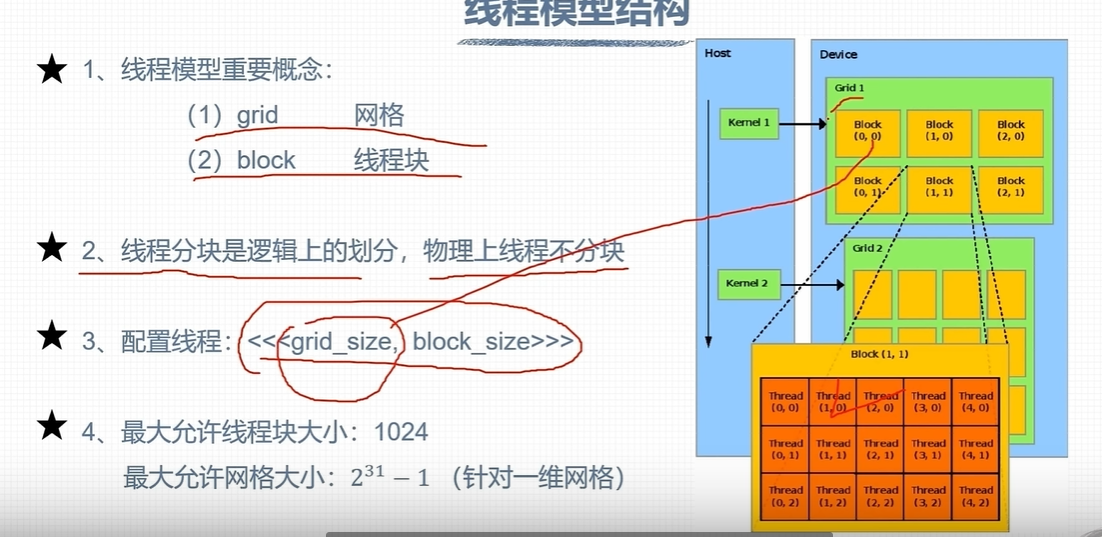 线程模型结构
★ 1、线程模型重要概念：
（1）grid 网格
（2）block 线程块
★ 2、线程分块是逻辑上的划分，物理上线程不分块
★ 3、配置线程：<<<grid_size, block_size>>>
★ 4、最大允许线程块大小：1024
最大允许网格大小：2³¹ − 1 （针对一维网格）
Host
Device
Grid 1
Kernel 1
Block (0, 0)
Block (1, 0)
Block (2, 0)
Block (0, 1)
Block (1, 1)
Block (2, 1)
Grid 2
Kernel 2
Block (1, 1)
Thread (0, 0)
Thread (1, 0)
Thread (2, 0)
Thread (3, 0)
Thread (4, 0)
Thread (0, 1)
Thread (1, 1)
Thread (2, 1)
Thread (3, 1)
Thread (4, 1)
Thread (0, 2)
Thread (1, 2)
Thread (2, 2)
Thread (3, 2)
Thread (4, 2)